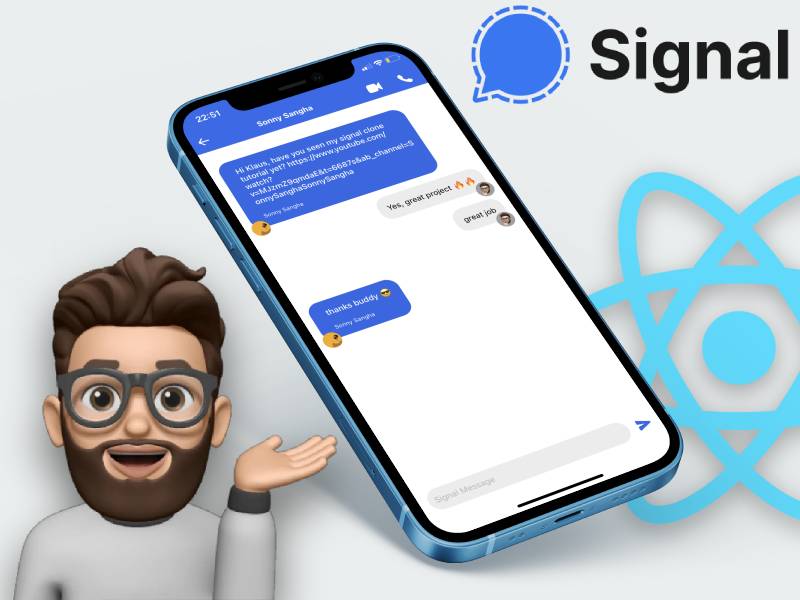 Signal
22:51
Sonny Sangha
Hi Klaus, have you seen my signal clone
tutorial yet? https://www.youtube.com/
watch?
v=MJzmZ9qmdaE&t=6687s&ab_channel=S
onnySanghaSonnySangha
Sonny Sangha
Yes, great project 🔥🔥
great job
thanks buddy 😎
Sonny Sangha
Signal Message